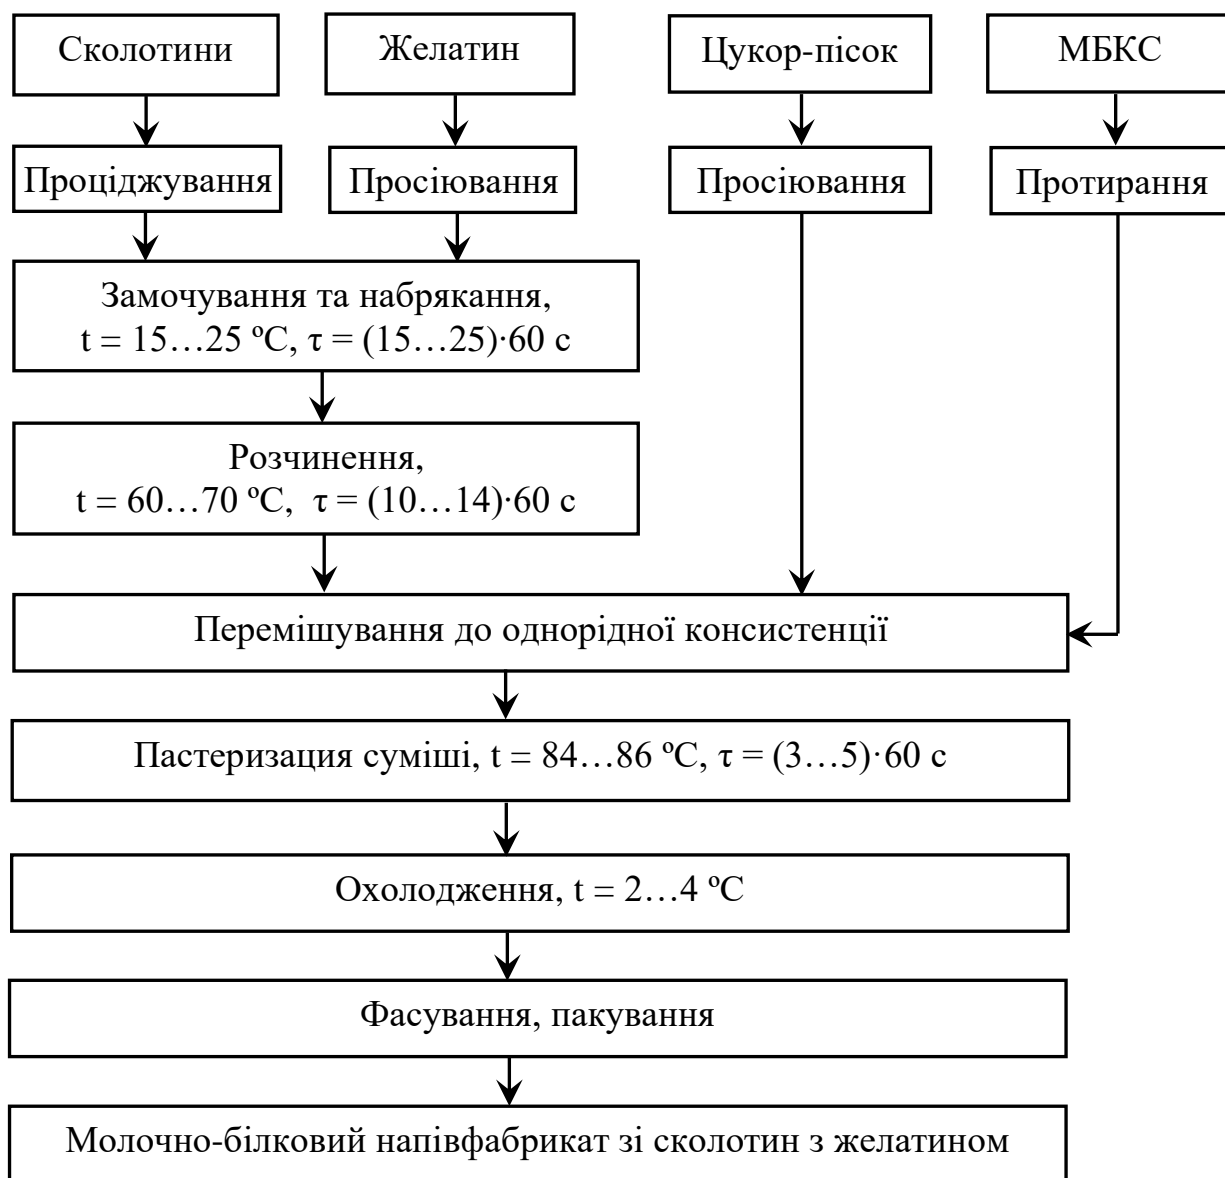 Сколотини
Желатин
Цукор-пісок
МБКС
Проціджування
Просіювання
Просіювання
Протирання
Замочування та набрякання,
t = 15…25 ºС, τ = (15…25)·60 с
Розчинення,
t = 60…70 ºС, τ = (10…14)·60 с
Перемішування до однорідної консистенції
Пастеризация суміші, t = 84…86 ºС, τ = (3…5)·60 с
Охолодження, t = 2…4 ºС
Фасування, пакування
Молочно-білковий напівфабрикат зі сколотин з желатином